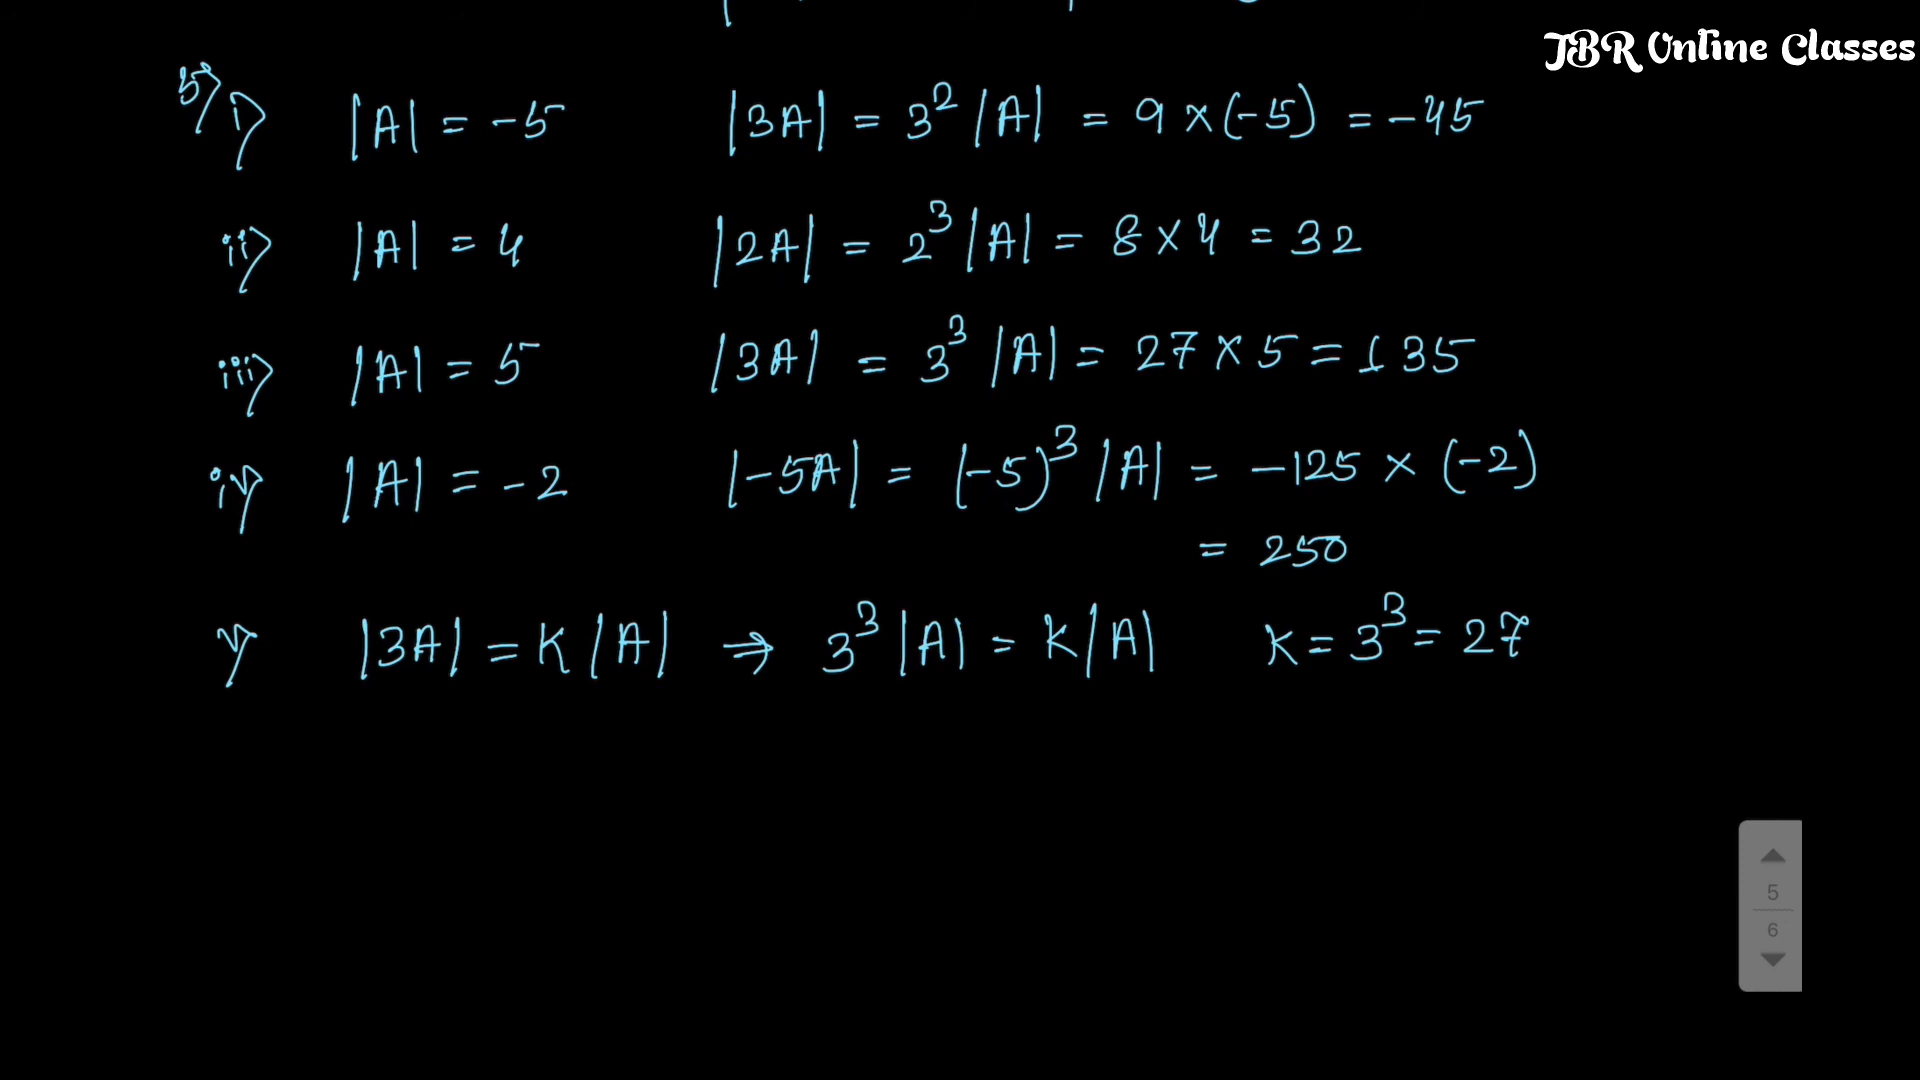 JBR Online Classes
5) i) |A| = -5 |3A| = 3² |A| = 9 × (-5) = -45
ii) |A| = 4 |2A| = 2³ |A| = 8 × 4 = 32
iii) |A| = 5 |3A| = 3³ |A| = 27 × 5 = 135
iv) |A| = -2 |-5A| = (-5)³ |A| = -125 × (-2)
= 250
v) |3A| = K |A| ⇒ 3³ |A| = K |A| K = 3³ = 27
5
6